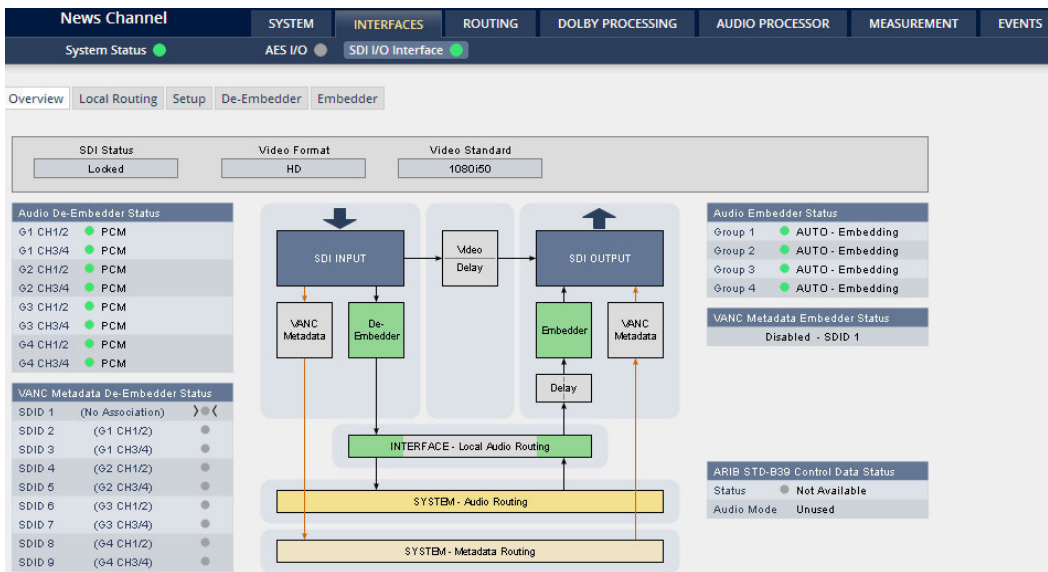 News Channel
SYSTEM INTERFACES ROUTING DOLBY PROCESSING AUDIO PROCESSOR MEASUREMENT EVENTS
System Status
AES I/O SDI I/O Interface
Overview Local Routing Setup De-Embedder Embedder
SDI Status Video Format Video Standard
Locked HD 1080i50
Audio De-Embedder Status
G1 CH1/2 PCM
G1 CH3/4 PCM
G2 CH1/2 PCM
G2 CH3/4 PCM
G3 CH1/2 PCM
G3 CH3/4 PCM
G4 CH1/2 PCM
G4 CH3/4 PCM
VANC Metadata De-Embedder Status
SDID 1 (No Association)
SDID 2 (G1 CH1/2)
SDID 3 (G1 CH3/4)
SDID 4 (G2 CH1/2)
SDID 5 (G2 CH3/4)
SDID 6 (G3 CH1/2)
SDID 7 (G3 CH3/4)
SDID 8 (G4 CH1/2)
SDID 9 (G4 CH3/4)
SDI INPUT
Video
Delay
SDI OUTPUT
VANC
Metadata
De-
Embedder
Embedder
VANC
Metadata
Delay
INTERFACE - Local Audio Routing
SYSTEM - Audio Routing
SYSTEM - Metadata Routing
Audio Embedder Status
Group 1 AUTO - Embedding
Group 2 AUTO - Embedding
Group 3 AUTO - Embedding
Group 4 AUTO - Embedding
VANC Metadata Embedder Status
Disabled - SDID 1
ARIB STD-B39 Control Data Status
Status Not Available
Audio Mode Unused